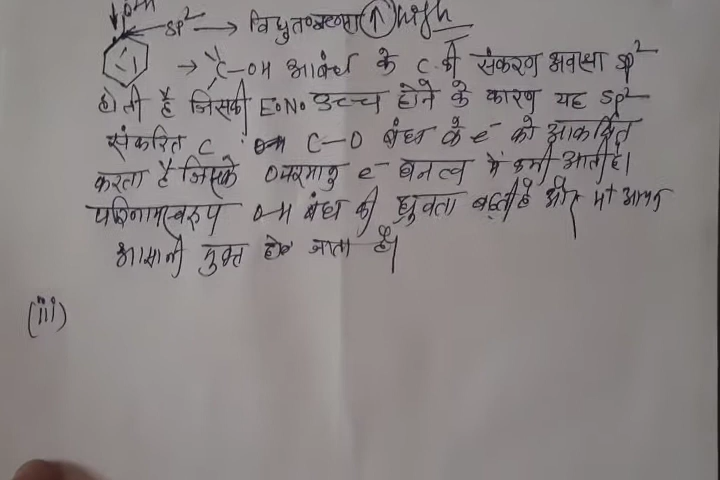 OH
sp² → विद्युतऋणता ↑ high
→ C-OH आबंध के C की संकरण अवस्था sp²
होती है जिसकी E.N. उच्च होने के कारण यह sp²
संकरित C C-O बंध के e⁻ को आकर्षित
करता है जिसके O परमाणु e⁻ घनत्व में कमी आती है।
परिणामस्वरूप O-H बंध की ध्रुवता बढ़ती है और H⁺ आयन
आसानी मुक्त हो जाता है।
(iii)